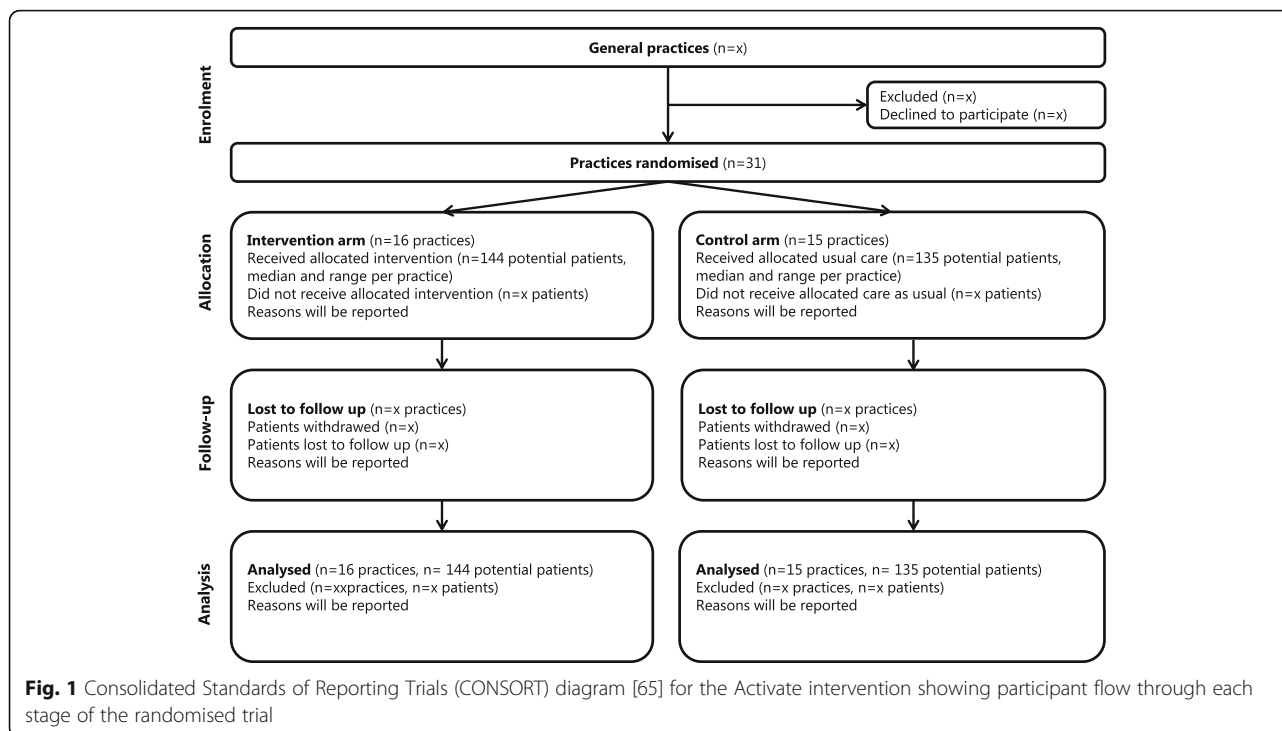 General practices (n=x)
Enrolment
Excluded (n=x)
Declined to participate (n=x)
Practices randomised (n=31)
Allocation
Intervention arm (n=16 practices)
Received allocated intervention (n=144 potential patients,
median and range per practice)
Did not receive allocated intervention (n=x patients)
Reasons will be reported
Control arm (n=15 practices)
Received allocated usual care (n=135 potential patients,
median and range per practice)
Did not receive allocated care as usual (n=x patients)
Reasons will be reported
Follow-up
Lost to follow up (n=x practices)
Patients withdrawed (n=x)
Patients lost to follow up (n=x)
Reasons will be reported
Lost to follow up (n=x practices)
Patients withdrawed (n=x)
Patients lost to follow up (n=x)
Reasons will be reported
Analysis
Analysed (n=16 practices, n= 144 potential patients)
Excluded (n=xxpractices, n=x patients)
Reasons will be reported
Analysed (n=15 practices, n= 135 potential patients)
Excluded (n=x practices, n=x patients)
Reasons will be reported
Fig. 1 Consolidated Standards of Reporting Trials (CONSORT) diagram [65] for the Activate intervention showing participant flow through each
stage of the randomised trial